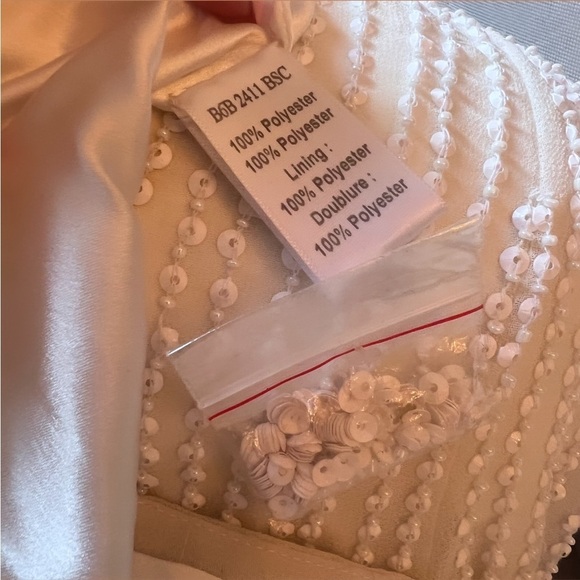 B6B 2411 BSC
100% Polyester
100% Polyester
Lining :
100% Polyester
Doublure :
100% Polyester